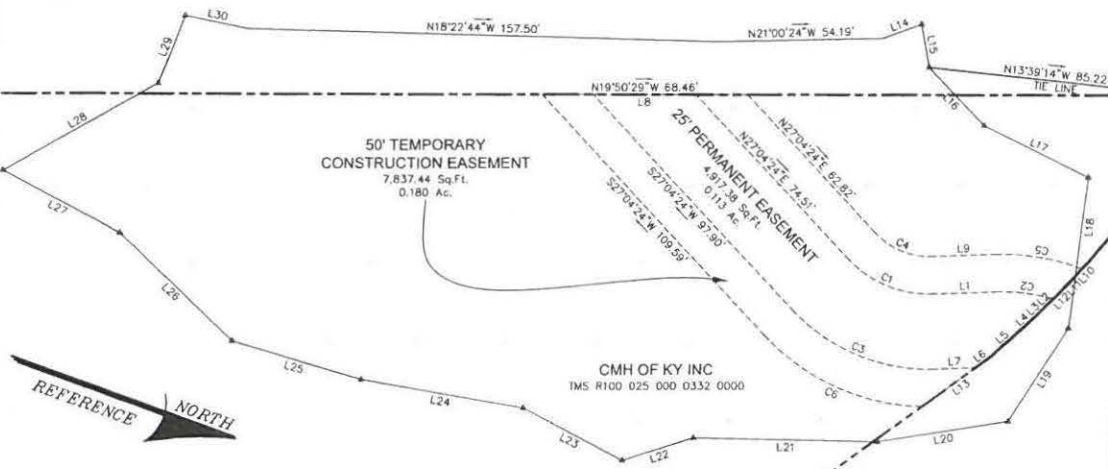 L30
L29
N18°22'44"W 157.50'
N21°00'24"W 54.19'
L14
L15
N13°39'14"W 85.22
TIE LINE
N19°50'29"W 68.46'
L8
L16
L28
L17
50' TEMPORARY
CONSTRUCTION EASEMENT
7,837.44 Sq.Ft.
0.180 Ac.
25' PERMANENT EASEMENT
4,917.38 Sq.Ft.
0.113 Ac.
N27°04'24"E 62.82'
N27°04'24"E 74.51'
S27°04'24"W 97.90'
S27°04'24"W 109.59'
L27
L18
C4
L9
C5
C1
L1
C2
L10
L11
L12
L2
L3
L4
L5
L6
L26
C3
L7
L13
L19
L25
CMH OF KY INC
TMS R100 025 000 0332 0000
C6
L24
REFERENCE NORTH
L23
L22
L21
L20